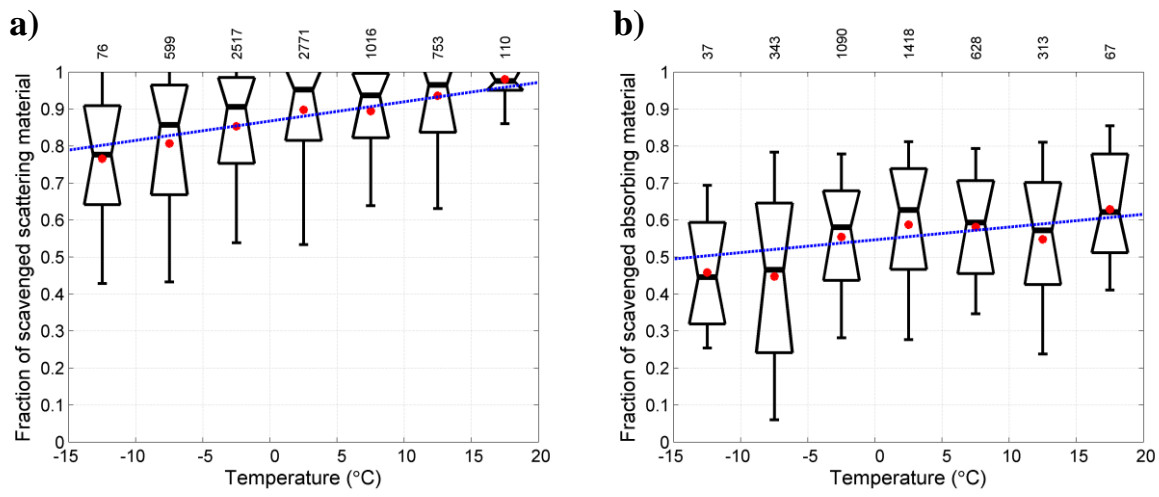 a)
76 599 2517 2771 1016 753 110
Fraction of scavenged scattering material
1
0.9
0.8
0.7
0.6
0.5
0.4
0.3
0.2
0.1
0
-15 -10 -5 0 5 10 15 20
Temperature (°C)
b)
37 343 1090 1418 628 313 67
Fraction of scavenged absorbing material
1
0.9
0.8
0.7
0.6
0.5
0.4
0.3
0.2
0.1
0
-15 -10 -5 0 5 10 15 20
Temperature (°C)